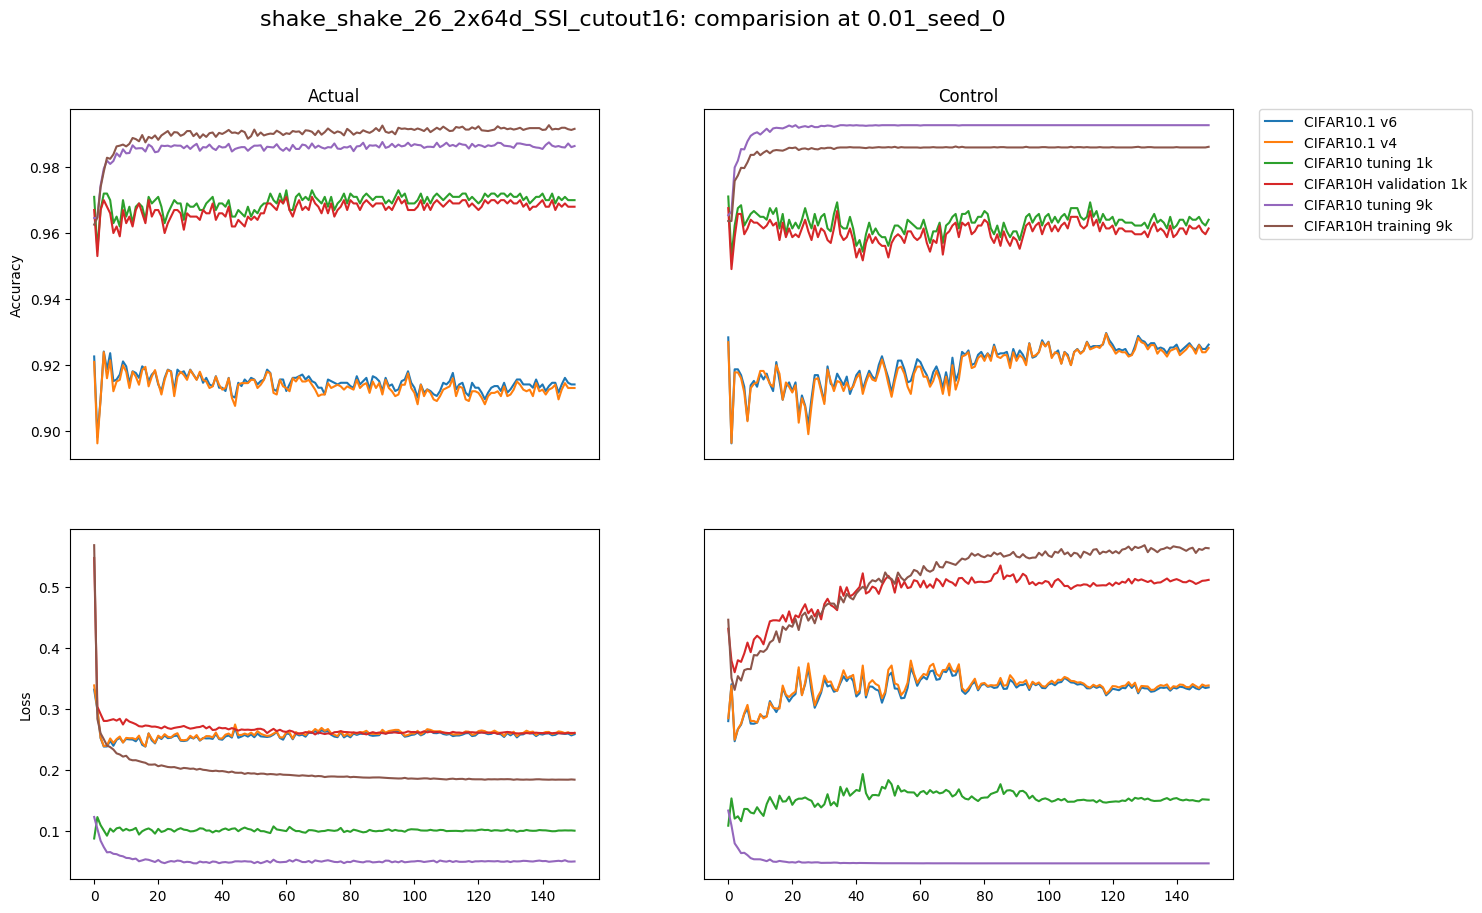 shake_shake_26_2x64d_SSI_cutout16: comparision at 0.01_seed_0
Actual
Control
Accuracy
0.98
0.96
0.94
0.92
0.90
CIFAR10.1 v6
CIFAR10.1 v4
CIFAR10 tuning 1k
CIFAR10H validation 1k
CIFAR10 tuning 9k
CIFAR10H training 9k
Loss
0.5
0.4
0.3
0.2
0.1
0 20 40 60 80 100 120 140
0 20 40 60 80 100 120 140